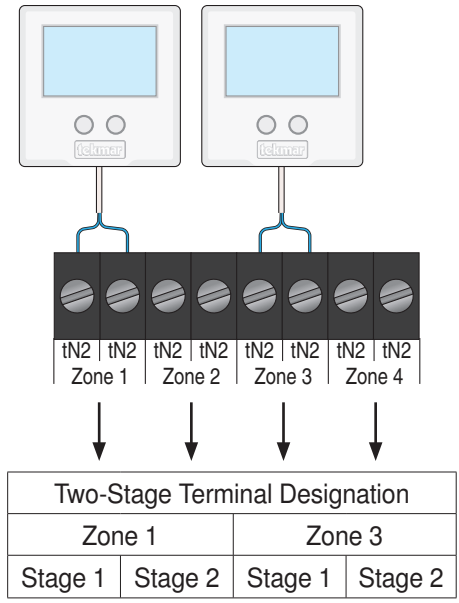 tekmar tekmar
tN2 tN2 tN2 tN2 tN2 tN2 tN2 tN2
Zone 1 Zone 2 Zone 3 Zone 4
Two-Stage Terminal Designation
Zone 1 Zone 3
Stage 1 Stage 2 Stage 1 Stage 2